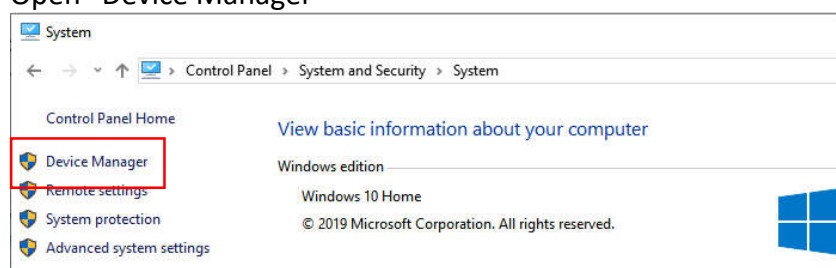 Open "Device Manager"
System
Control Panel > System and Security > System
Control Panel Home
View basic information about your computer
Device Manager
Windows edition
Remote settings
Windows 10 Home
System protection
© 2019 Microsoft Corporation. All rights reserved.
Advanced system settings